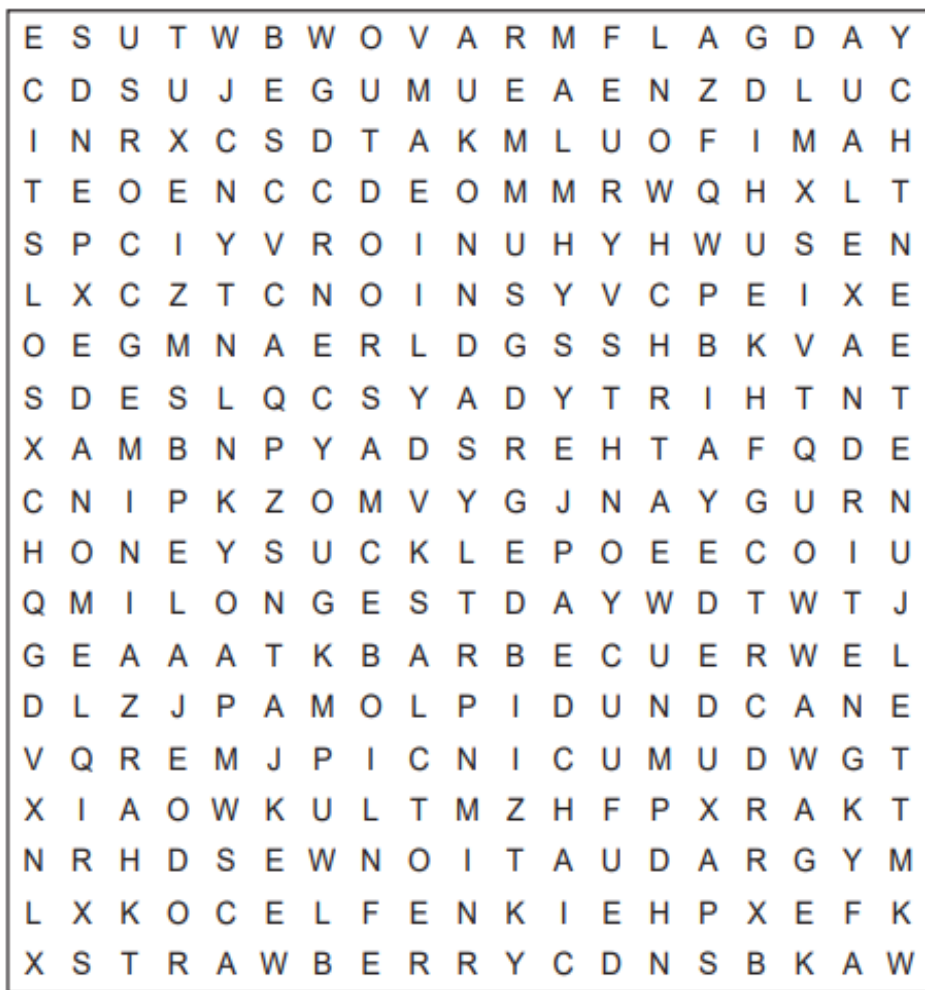 E S U T W B W O V A R M F L A G D A Y
C D S U J E G U M U E A E N Z D L U C
I N R X C S D T A K M L U O F I M A H
T E O E N C C D E O M M R W Q H X L T
S P C I Y V R O I N U H Y H W U S E N
L X C Z T C N O I N S Y V C P E I X E
O E G M N A E R L D G S S H B K V A E
S D E S L Q C S Y A D Y T R I H T N T
X A M B N P Y A D S R E H T A F Q D E
C N I P K Z O M V Y G J N A Y G U R N
H O N E Y S U C K L E P O E E C O I U
Q M I L O N G E S T D A Y W D T W T J
G E A A A T K B A R B E C U E R W E L
D L Z J P A M O L P I D U N D C A N E
V Q R E M J P I C N I C U M U D W G T
X I A O W K U L T M Z H F P X R A K T
N R H D S E W N O I T A U D A R G Y M
L X K O C E L F E N K I E H P X E F K
X S T R A W B E R R Y C D N S B K A W